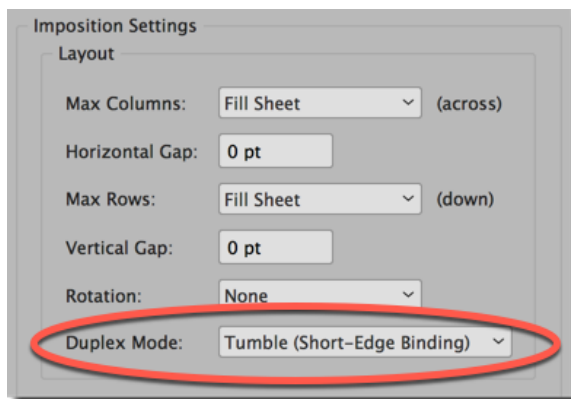 Imposition Settings
Layout
Max Columns: Fill Sheet (across)
Horizontal Gap: 0 pt
Max Rows: Fill Sheet (down)
Vertical Gap: 0 pt
Rotation: None
Duplex Mode: Tumble (Short-Edge Binding)